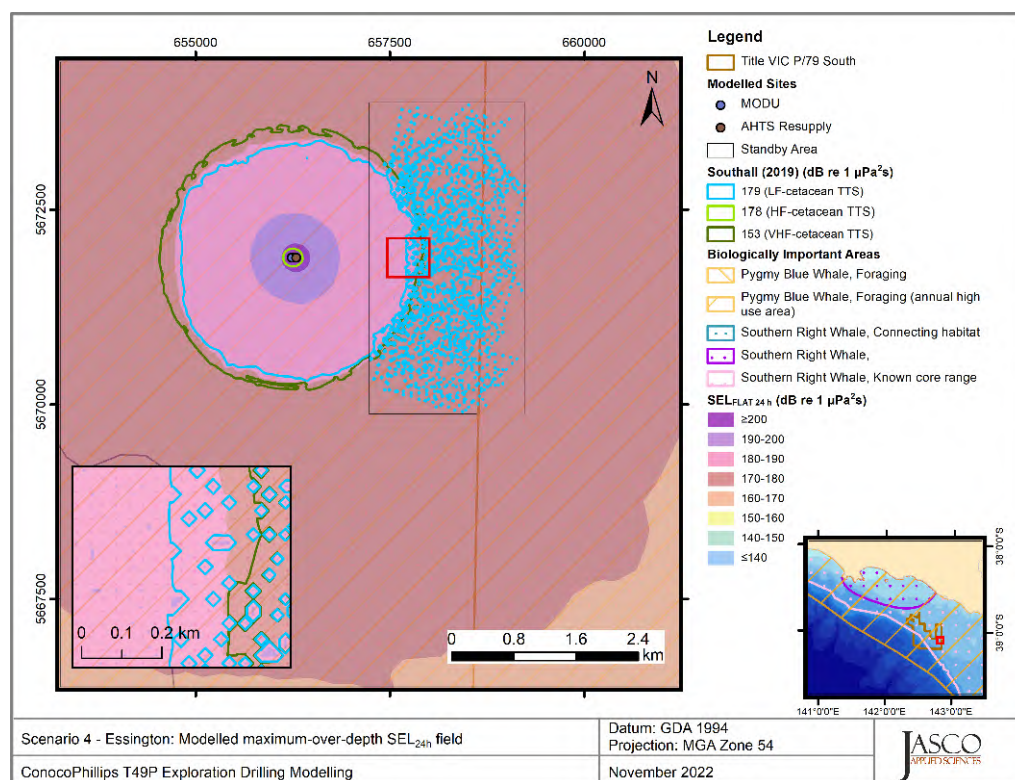 655000
657500
660000
5672500
5670000
5667500
N
0 0.1 0.2 km
0 0.8 1.6 2.4
km
Legend
Title VIC P/79 South
Modelled Sites
MODU
AHTS Resupply
Standby Area
Southall (2019) (dB re 1 µPa²s)
179 (LF-cetacean TTS)
178 (HF-cetacean TTS)
153 (VHF-cetacean TTS)
Biologically Important Areas
Pygmy Blue Whale, Foraging
Pygmy Blue Whale, Foraging (annual high
use area)
Southern Right Whale, Connecting habitat
Southern Right Whale,
Southern Right Whale, Known core range
SELFLAT 24 h (dB re 1 µPa²s)
≥200
190-200
180-190
170-180
160-170
150-160
140-150
≤140
38°0'0"S
39°0'0"S
141°0'0"E 142°0'0"E 143°0'0"E
Scenario 4 - Essington: Modelled maximum-over-depth SEL24h field
ConocoPhillips T49P Exploration Drilling Modelling
Datum: GDA 1994
Projection: MGA Zone 54
November 2022
JASCO
APPLIED SCIENCES